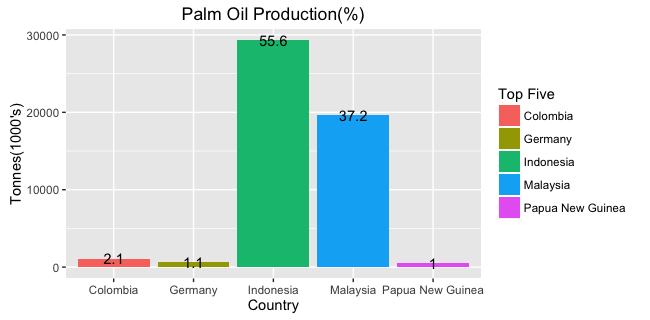 Palm Oil Production(%)
Tonnes(1000's)
30000
20000
10000
0
2.1
1.1
55.6
37.2
1
Colombia
Germany
Indonesia
Malaysia
Papua New Guinea
Country
Top Five
Colombia
Germany
Indonesia
Malaysia
Papua New Guinea